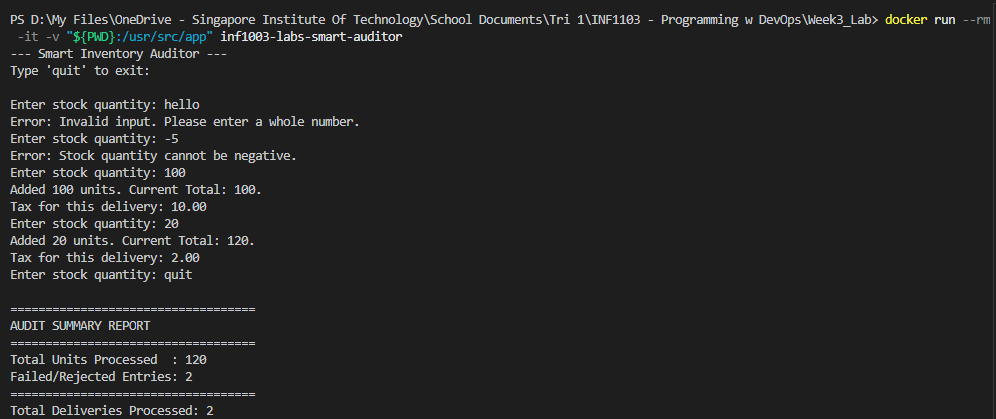 PS D:\My Files\OneDrive - Singapore Institute Of Technology\School Documents\Tri 1\INF1103 - Programming w DevOps\Week3_Lab> docker run --rm
 -it -v "${PWD}:/usr/src/app" inf1003-labs-smart-auditor
--- Smart Inventory Auditor ---
Type 'quit' to exit:

Enter stock quantity: hello
Error: Invalid input. Please enter a whole number.
Enter stock quantity: -5
Error: Stock quantity cannot be negative.
Enter stock quantity: 100
Added 100 units. Current Total: 100.
Tax for this delivery: 10.00
Enter stock quantity: 20
Added 20 units. Current Total: 120.
Tax for this delivery: 2.00
Enter stock quantity: quit

===================================
AUDIT SUMMARY REPORT
===================================
Total Units Processed  : 120
Failed/Rejected Entries: 2
===================================
Total Deliveries Processed: 2